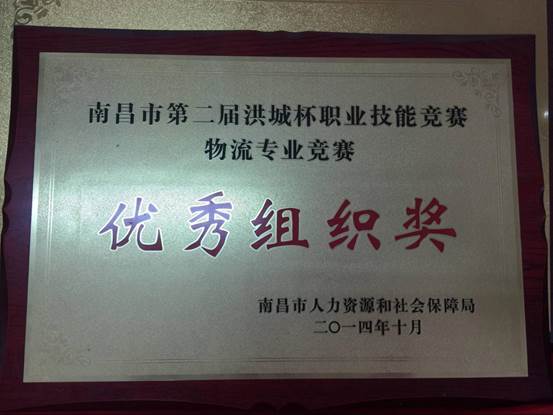 南昌市第二届洪城杯职业技能竞赛
物流专业竞赛
优秀组织奖
南昌市人力资源和社会保障局
二〇一四年十月